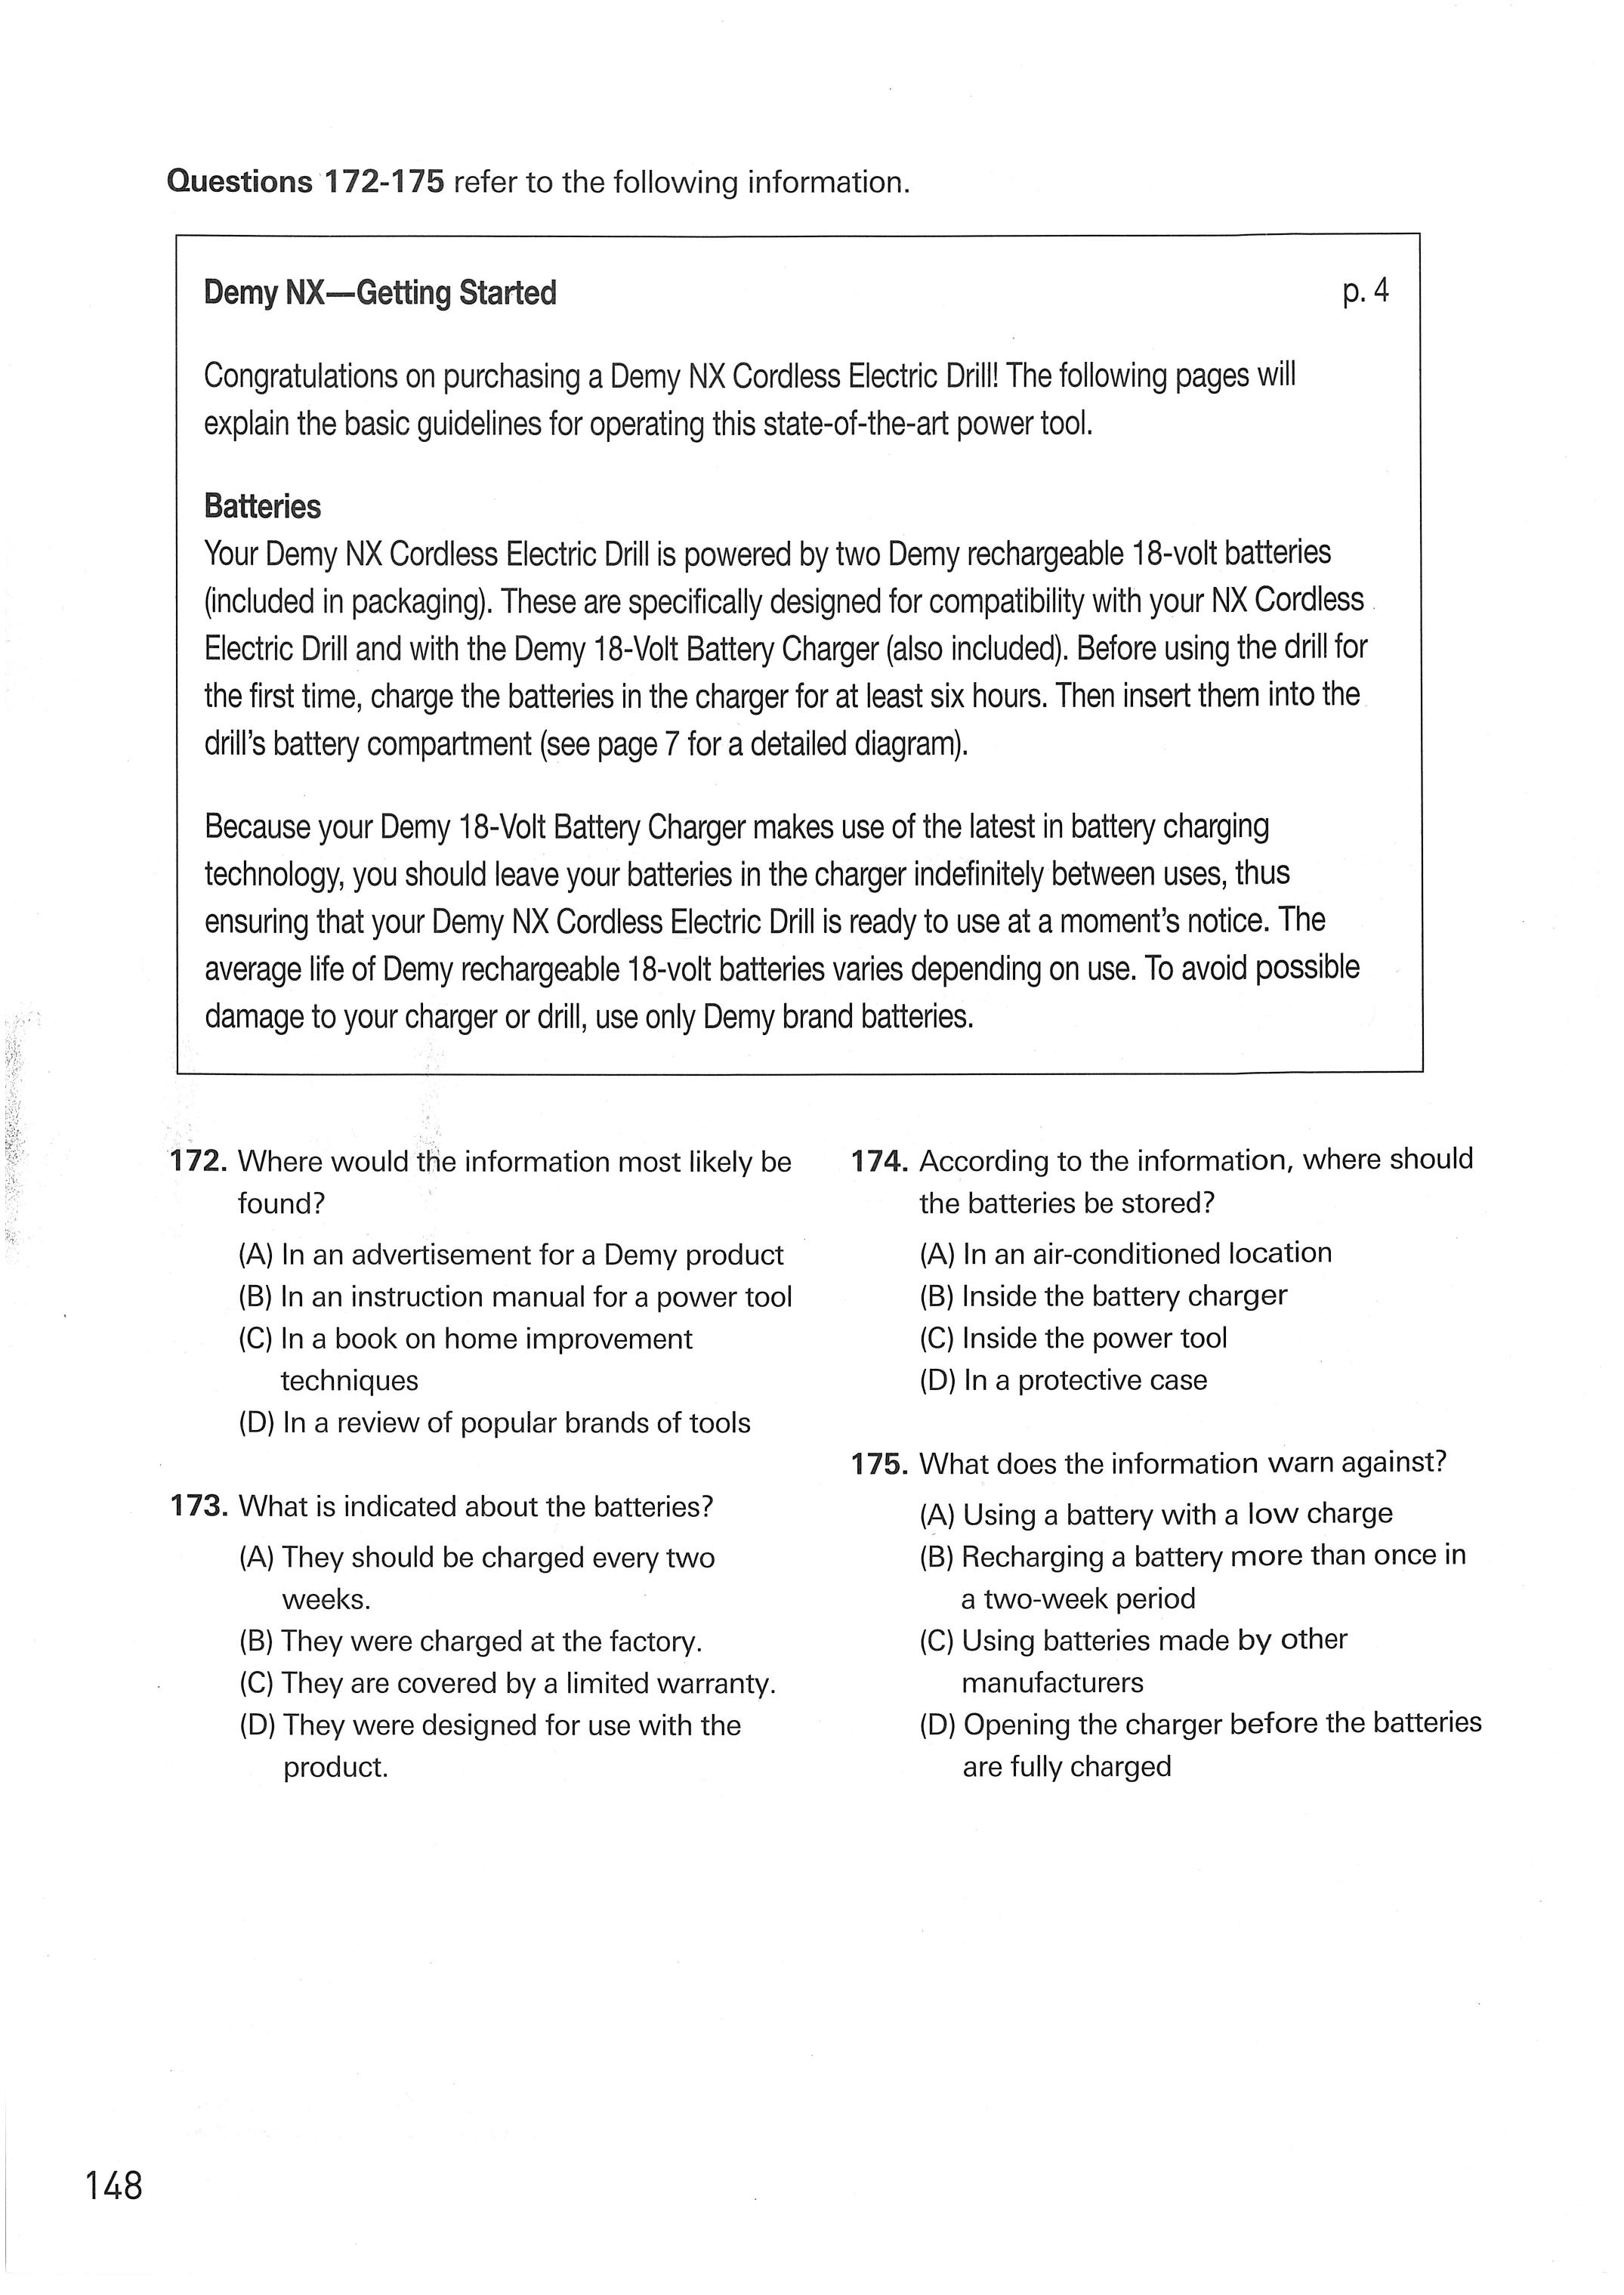 Questions 172-175 refer to the following information.
Demy NX—Getting Started p. 4
Congratulations on purchasing a Demy NX Cordless Electric Drill! The following pages will
explain the basic guidelines for operating this state-of-the-art power tool.
Batteries
Your Demy NX Cordless Electric Drill is powered by two Demy rechargeable 18-volt batteries
(included in packaging). These are specifically designed for compatibility with your NX Cordless
Electric Drill and with the Demy 18-Volt Battery Charger (also included). Before using the drill for
the first time, charge the batteries in the charger for at least six hours. Then insert them into the
drill's battery compartment (see page 7 for a detailed diagram).
Because your Demy 18-Volt Battery Charger makes use of the latest in battery charging
technology, you should leave your batteries in the charger indefinitely between uses, thus
ensuring that your Demy NX Cordless Electric Drill is ready to use at a moment's notice. The
average life of Demy rechargeable 18-volt batteries varies depending on use. To avoid possible
damage to your charger or drill, use only Demy brand batteries.
172. Where would the information most likely be
found?
(A) In an advertisement for a Demy product
(B) In an instruction manual for a power tool
(C) In a book on home improvement
techniques
(D) In a review of popular brands of tools
173. What is indicated about the batteries?
(A) They should be charged every two
weeks.
(B) They were charged at the factory.
(C) They are covered by a limited warranty.
(D) They were designed for use with the
product.
174. According to the information, where should
the batteries be stored?
(A) In an air-conditioned location
(B) Inside the battery charger
(C) Inside the power tool
(D) In a protective case
175. What does the information warn against?
(A) Using a battery with a low charge
(B) Recharging a battery more than once in
a two-week period
(C) Using batteries made by other
manufacturers
(D) Opening the charger before the batteries
are fully charged
148